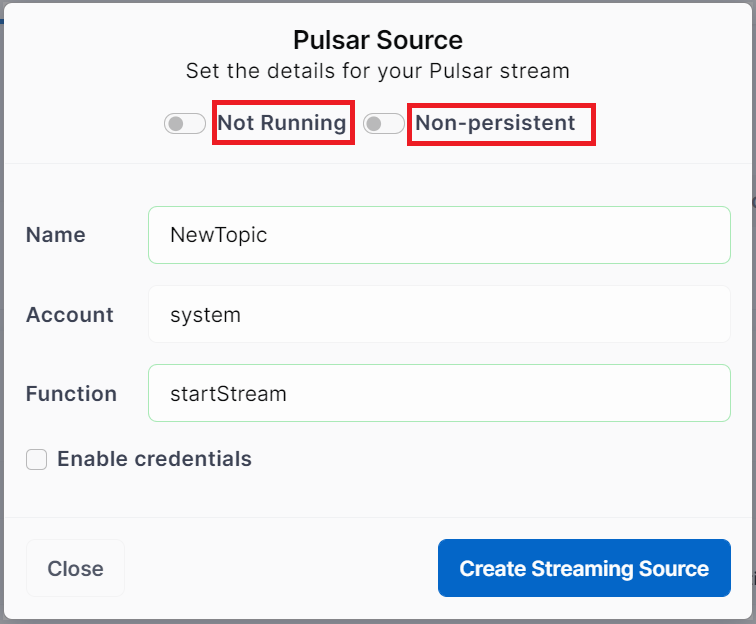 Pulsar Source
Set the details for your Pulsar stream
Not Running Non-persistent
Name NewTopic
Account system
Function startStream
Enable credentials
Close Create Streaming Source